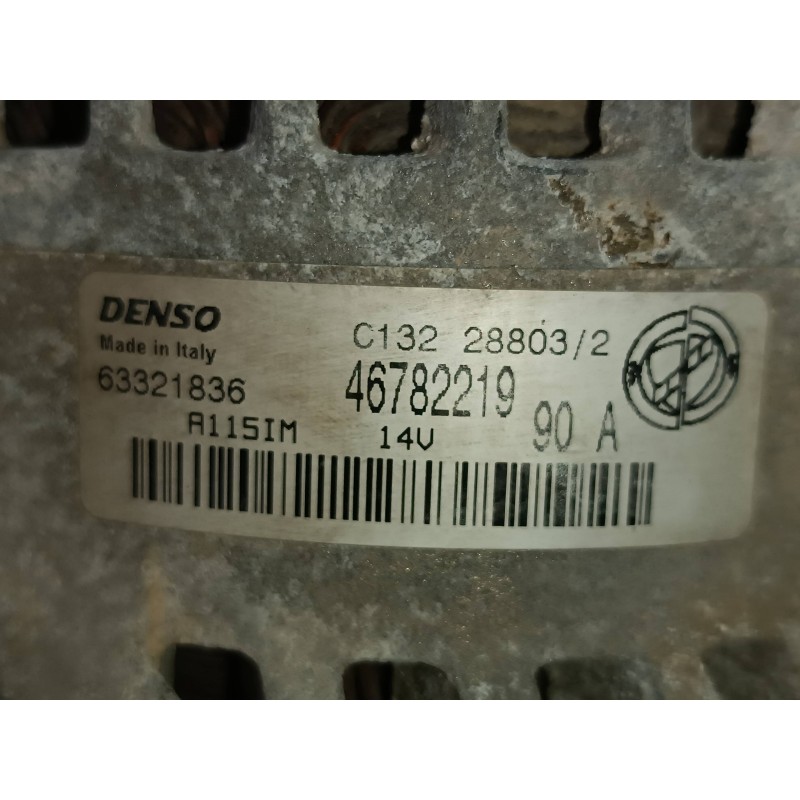 DENSO
Made in Italy
C132 28803/2
63321836
46782219
90 A
A115IM
14V